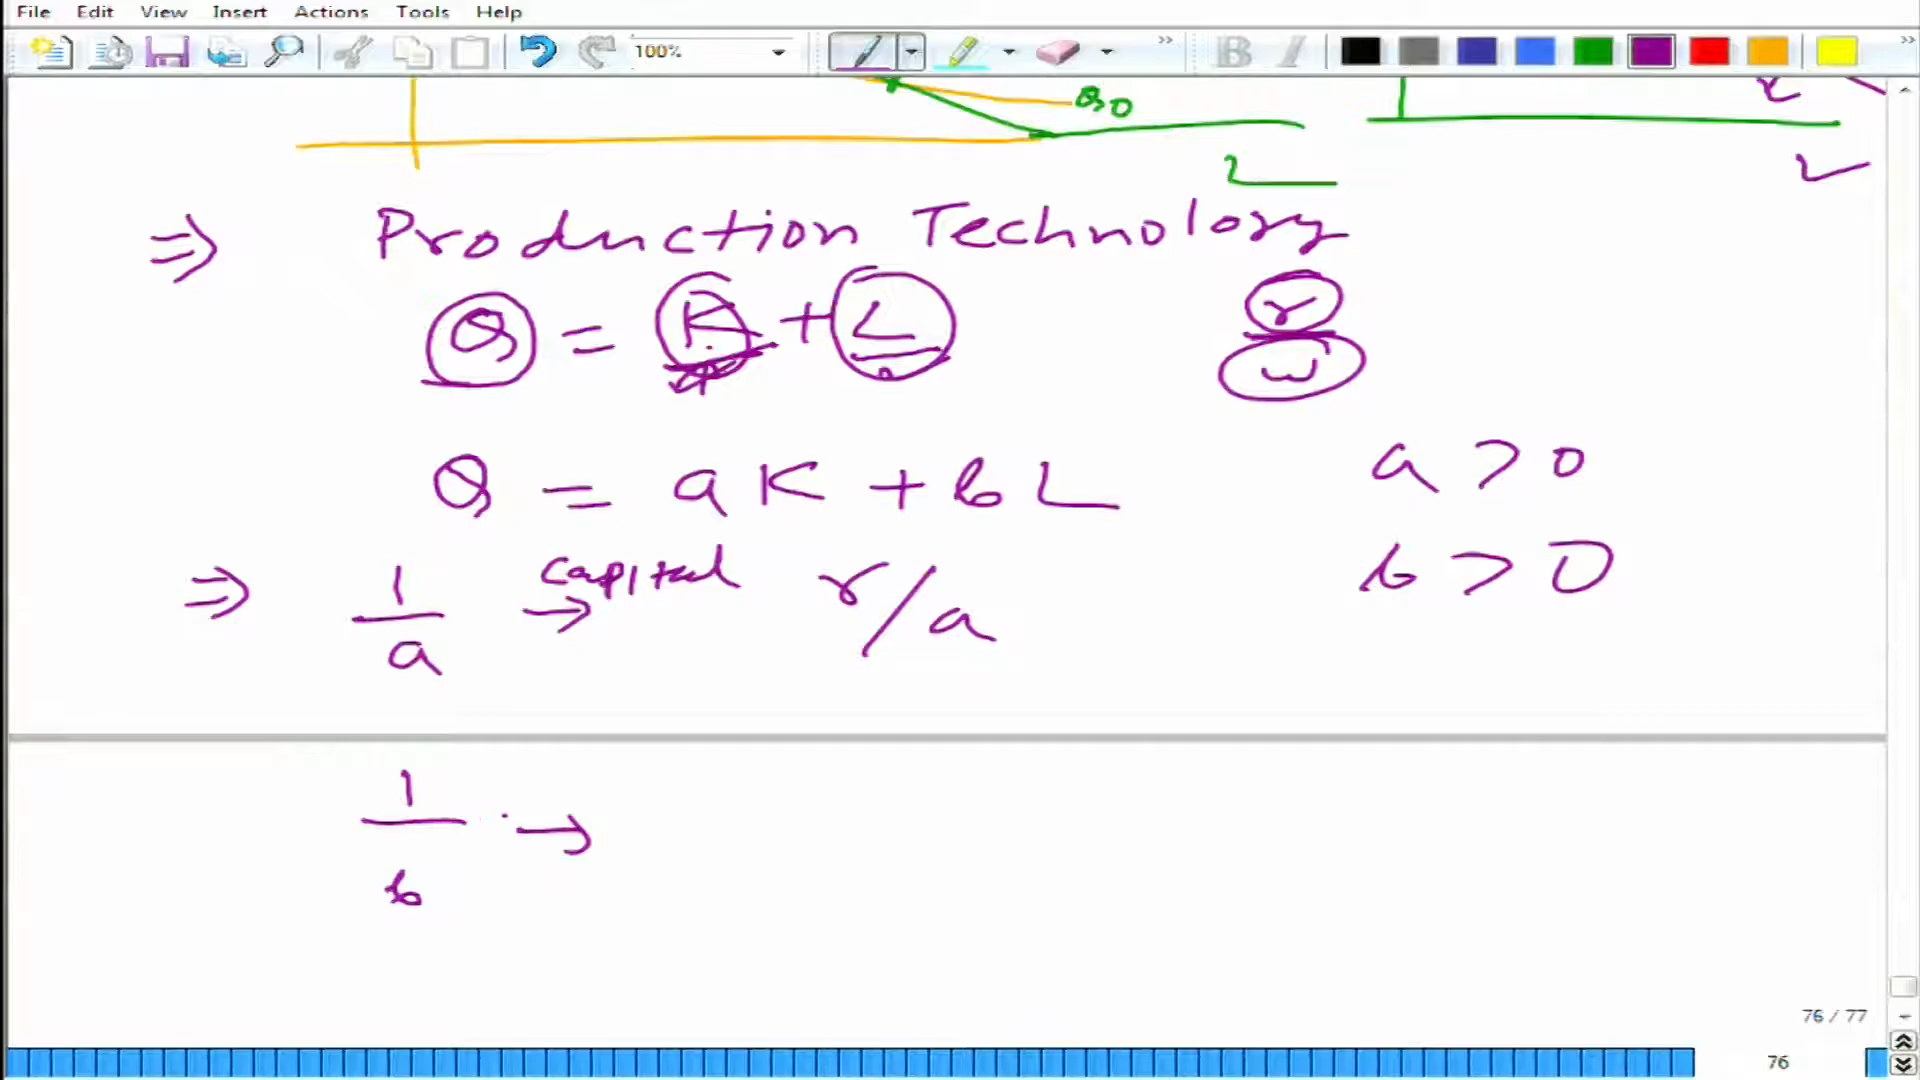 File Edit View Insert Actions Tools Help
100%
Q0
L
L
⇒ Production Technology
Q = K + L
r
w
Q = aK + bL
a > 0
b > 0
⇒ 1/a → capital r/a
1/b →
76 / 77
76